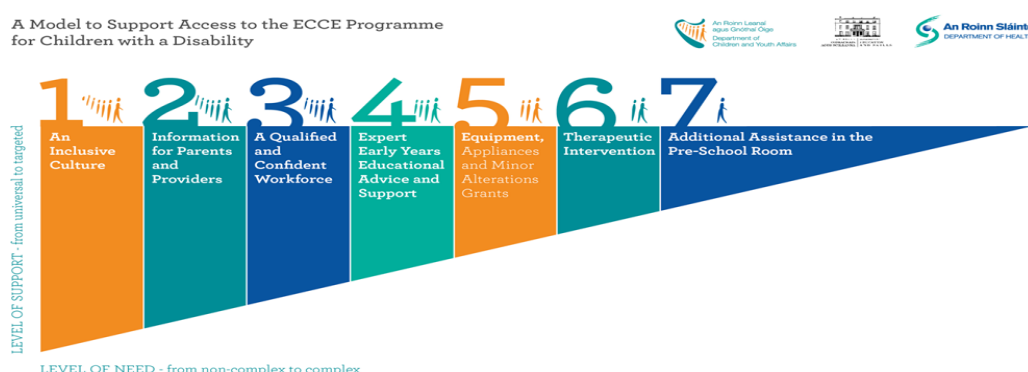 A Model to Support Access to the ECCE Programme
for Children with a Disability
An Roinn Leanaí
agus Gnóthaí Óige
Department of
Children and Youth Affairs
An Roinn Sláinte
DEPARTMENT OF HEALT
LEVEL OF SUPPORT - from universal to targeted
1
An
Inclusive
Culture
2
Information
for Parents
and
Providers
3
A Qualified
and
Confident
Workforce
4
Expert
Early Years
Educational
Advice and
Support
5
Equipment,
Appliances
and Minor
Alterations
Grants
6
Therapeutic
Intervention
7
Additional Assistance in the
Pre-School Room
LEVEL OF NEED - from non-complex to complex